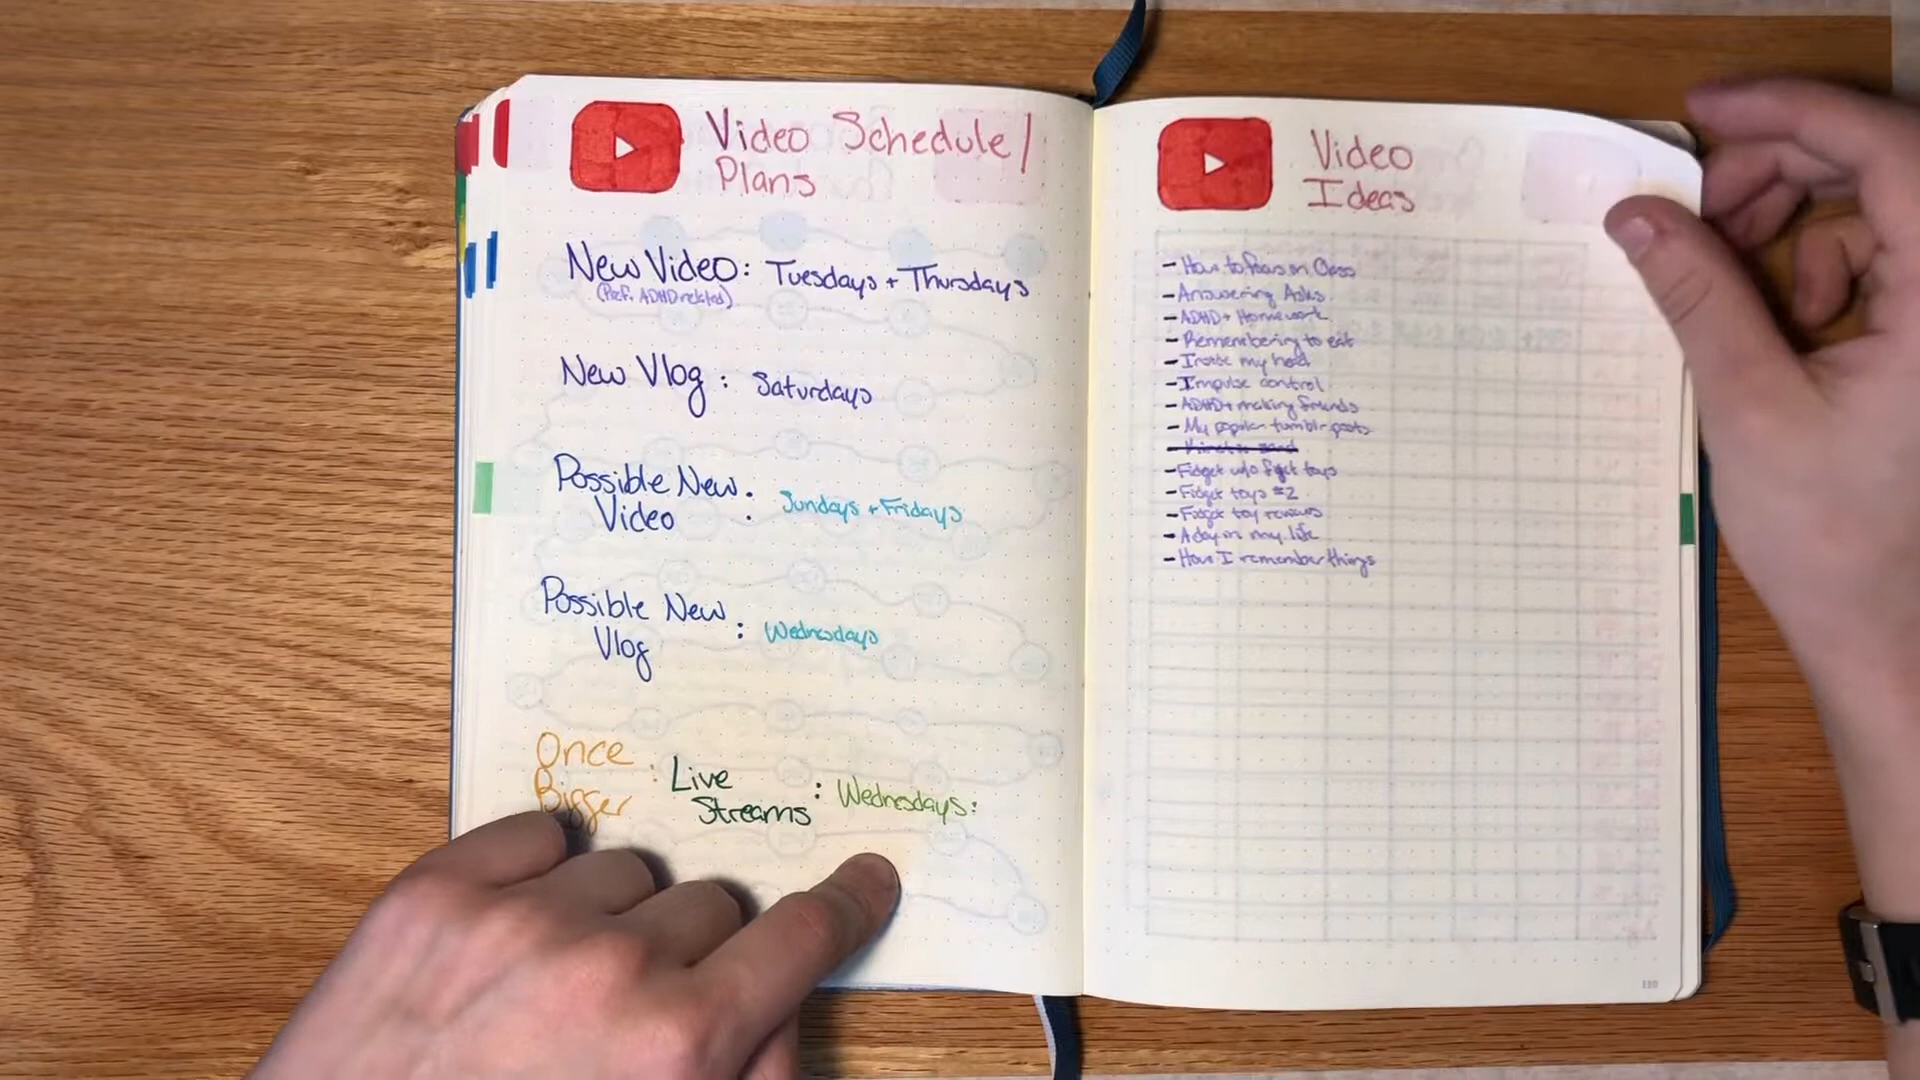 Video Schedule/
Plans
New Video: Tuesdays + Thursdays
(Pref. ADHD related)
New Vlog: Saturdays
Possible New
Video : Sundays + Fridays
Possible New
Vlog : Wednesdays
Once
Bigger : Live
Streams : Wednesdays:
Video
Ideas
- How to focus in Class
- Answering Asks
- ADHD + Homework
- Remembering to eat
- Inside my head
- Impulse control
- ADHD + making friends
- My popular tumblr posts
- Fidget w/o fidget toys
- Fidget toys #2
- Fidget toy reviews
- A day in my life
- How I remember things
110